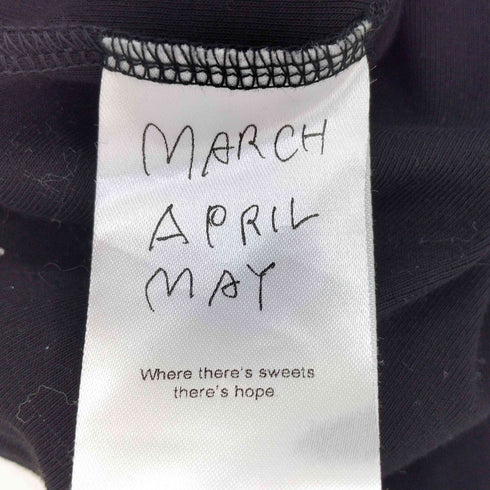 MARCH
APRIL
MAY
Where there's sweets
there's hope